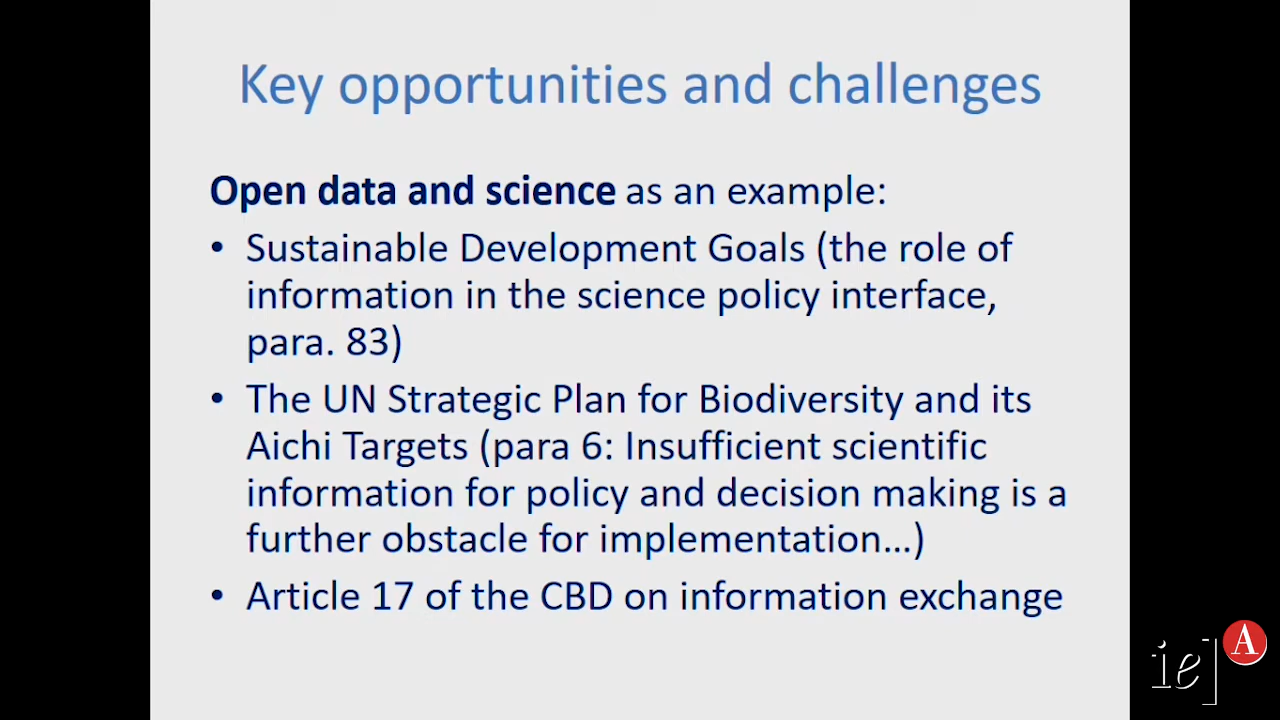 Key opportunities and challenges
Open data and science as an example:
• Sustainable Development Goals (the role of
information in the science policy interface,
para. 83)
• The UN Strategic Plan for Biodiversity and its
Aichi Targets (para 6: Insufficient scientific
information for policy and decision making is a
further obstacle for implementation...)
• Article 17 of the CBD on information exchange
ie]
A